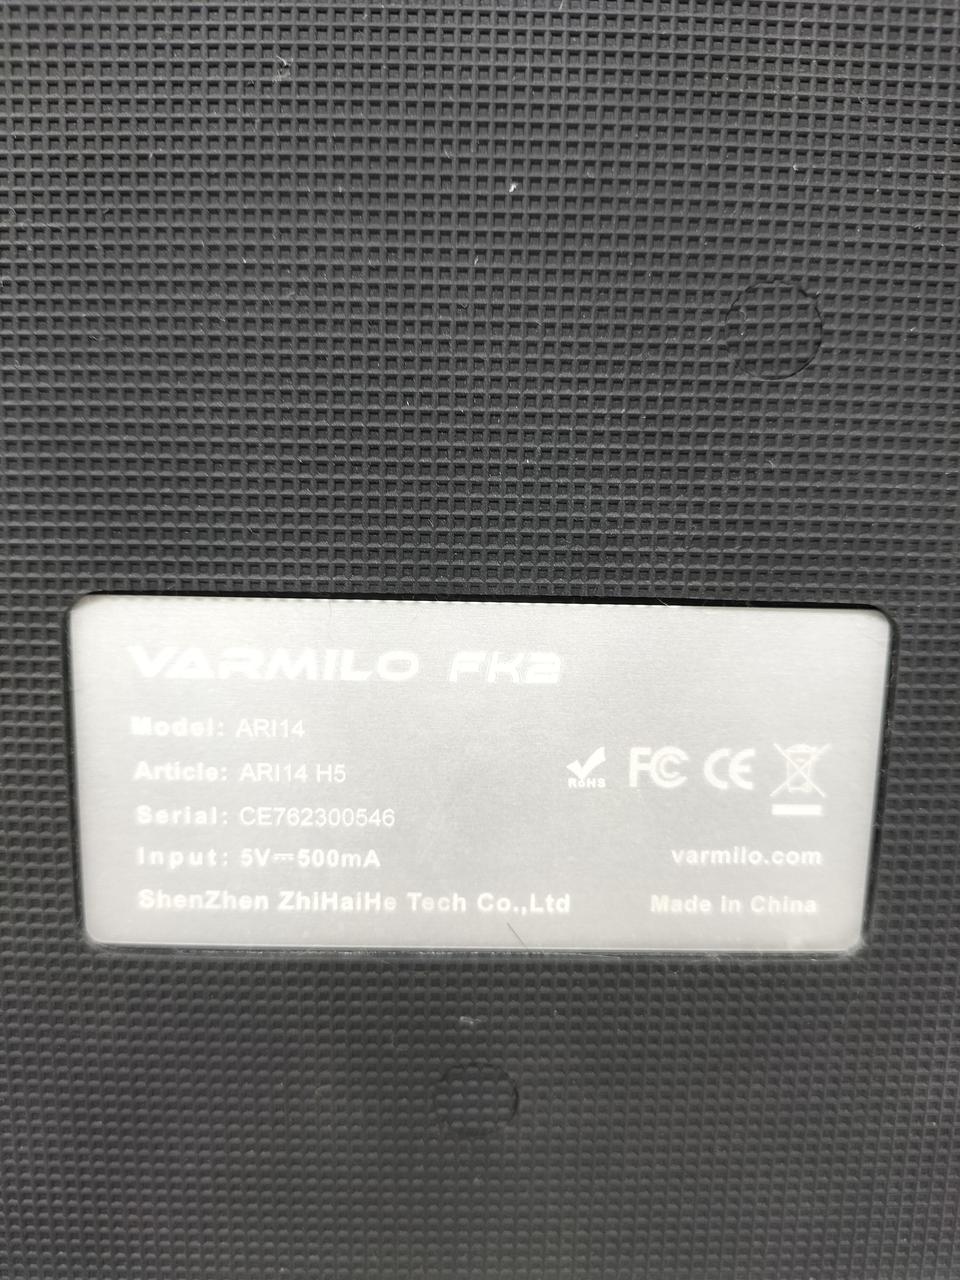 VARMILO FK2
Model: ARI14
Article: ARI14 H5
RoHS FC CE
Serial: CE762300546
Input: 5V⎓500mA
varmilo.com
ShenZhen ZhiHaiHe Tech Co.,Ltd
Made in China